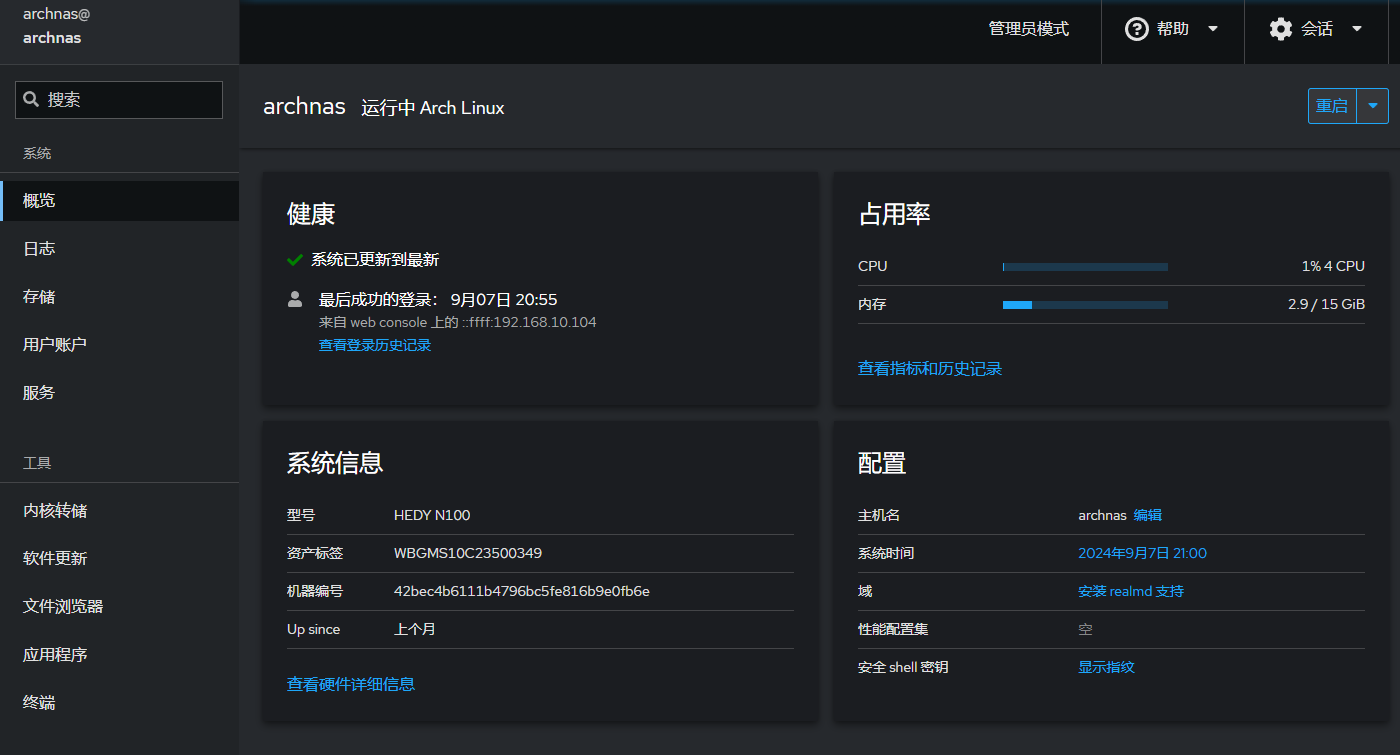 archnas@
archnas
管理员模式
帮助
会话
搜索
系统
概览
日志
存储
用户账户
服务
工具
内核转储
软件更新
文件浏览器
应用程序
终端
archnas 运行中 Arch Linux
重启
健康
系统已更新到最新
最后成功的登录： 9月07日 20:55
来自 web console 上的 ::ffff:192.168.10.104
查看登录历史记录
占用率
CPU 1% 4 CPU
内存 2.9 / 15 GiB
查看指标和历史记录
系统信息
型号 HEDY N100
资产标签 WBGMS10C23500349
机器编号 42bec4b6111b4796bc5fe816b9e0fb6e
Up since 上个月
查看硬件详细信息
配置
主机名 archnas 编辑
系统时间 2024年9月7日 21:00
域 安装 realmd 支持
性能配置集 空
安全 shell 密钥 显示指纹